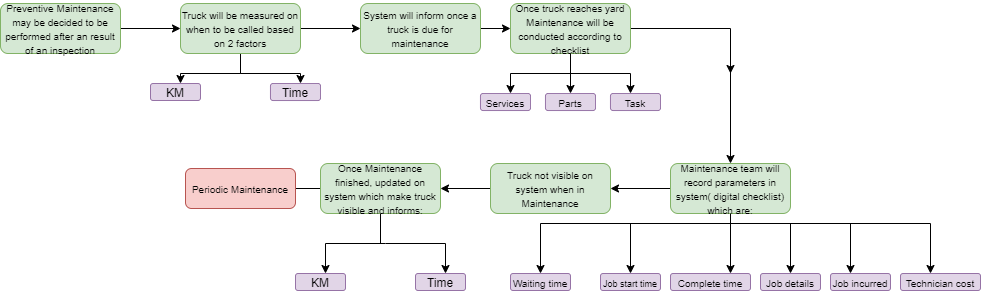 Preventive Maintenance
may be decided to be
performed after an result
of an inspection
Truck will be measured on
when to be called based
on 2 factors
System will inform once a
truck is due for
maintenance
Once truck reaches yard
Maintenance will be
conducted according to
checklist
KM
Time
Services
Parts
Task
Periodic Maintenance
Once Maintenance
finished, updated on
system which make truck
visible and informs:
Truck not visible on
system when in
Maintenance
Maintenance team will
record parameters in
system( digital checklist)
which are:
KM
Time
Waiting time
Job start time
Complete time
Job details
Job incurred
Technician cost